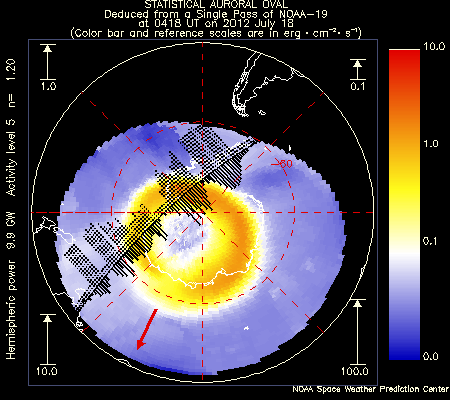 STATISTICAL AURORAL OVAL
Deduced from a Single Pass of NOAA-19
at 0418 UT on 2012 July 18
(Color bar and reference scales are in erg · cm⁻² · s⁻¹)
Hemispheric power 9.9 GW Activity level 5 n= 1.20
1.0
0.1
10.0
100.0
-60
10.0
1.0
0.1
0.0
NOAA Space Weather Prediction Center